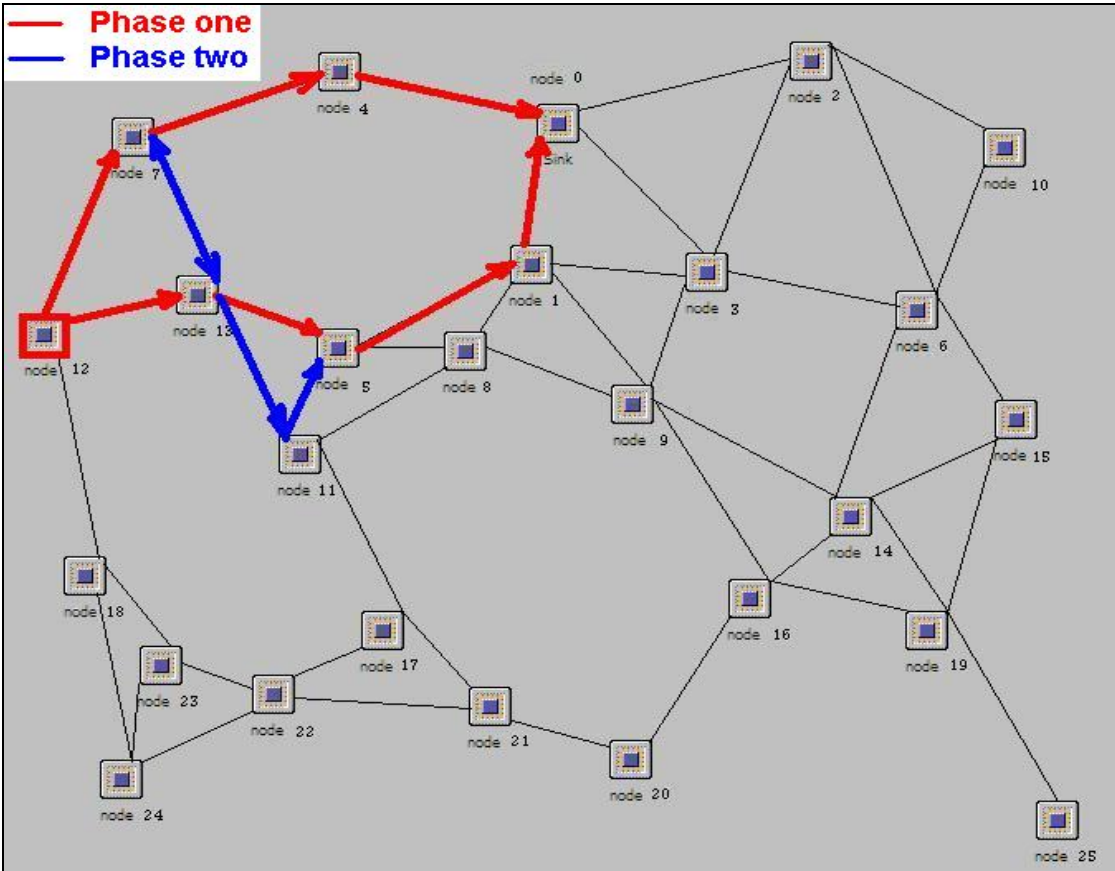 Phase one
Phase two
node 0
Sink
node 2
node 4
node 7
node 10
node 1
node 3
node 13
node 6
node 12
node 5
node 8
node 9
node 15
node 11
node 14
node 18
node 16
node 17
node 19
node 23
node 22
node 21
node 20
node 24
node 25